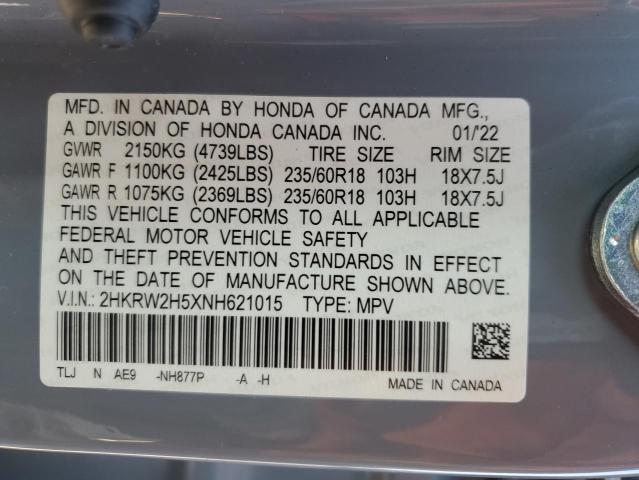 MFD. IN CANADA BY HONDA OF CANADA MFG.,
A DIVISION OF HONDA CANADA INC. 01/22
GVWR 2150KG (4739LBS) TIRE SIZE RIM SIZE
GAWR F 1100KG (2425LBS) 235/60R18 103H 18X7.5J
GAWR R 1075KG (2369LBS) 235/60R18 103H 18X7.5J
THIS VEHICLE CONFORMS TO ALL APPLICABLE
FEDERAL MOTOR VEHICLE SAFETY
AND THEFT PREVENTION STANDARDS IN EFFECT
ON THE DATE OF MANUFACTURE SHOWN ABOVE.
V.I.N.: 2HKRW2H5XNH621015 TYPE: MPV
TLJ N AE9 -NH877P -A -H
MADE IN CANADA